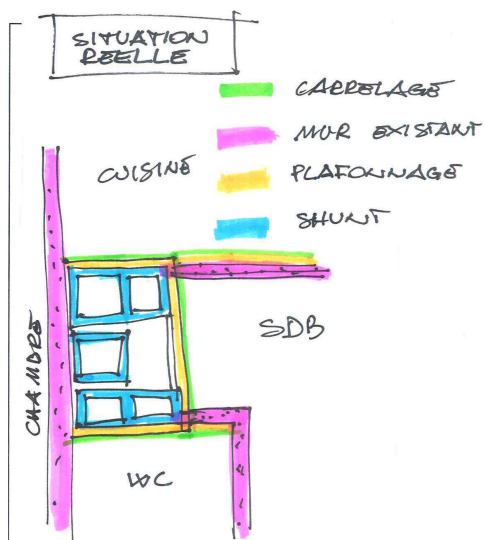 SITUATION
REELLE
CARRELAGE
MUR EXISTANT
PLAFONNAGE
SHUNT
CUISINE
CHAMBRE
SDB
WC